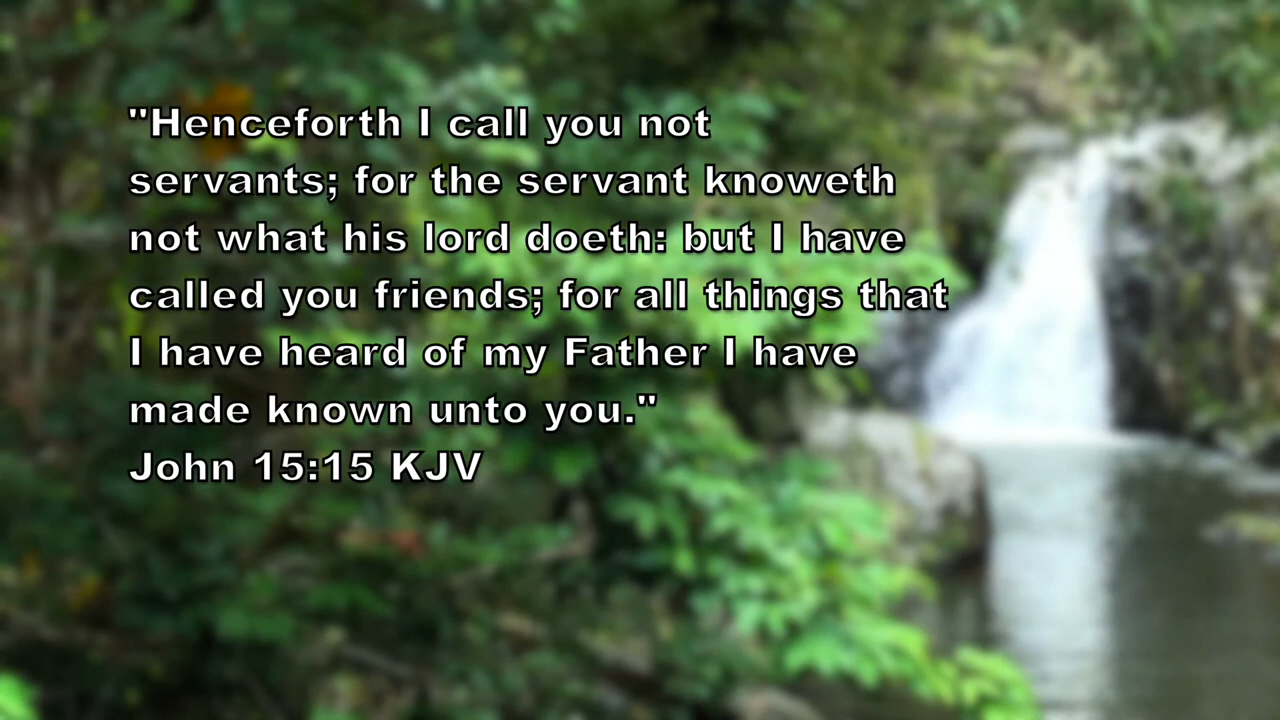 "Henceforth I call you not
servants; for the servant knoweth
not what his lord doeth: but I have
called you friends; for all things that
I have heard of my Father I have
made known unto you."
John 15:15 KJV